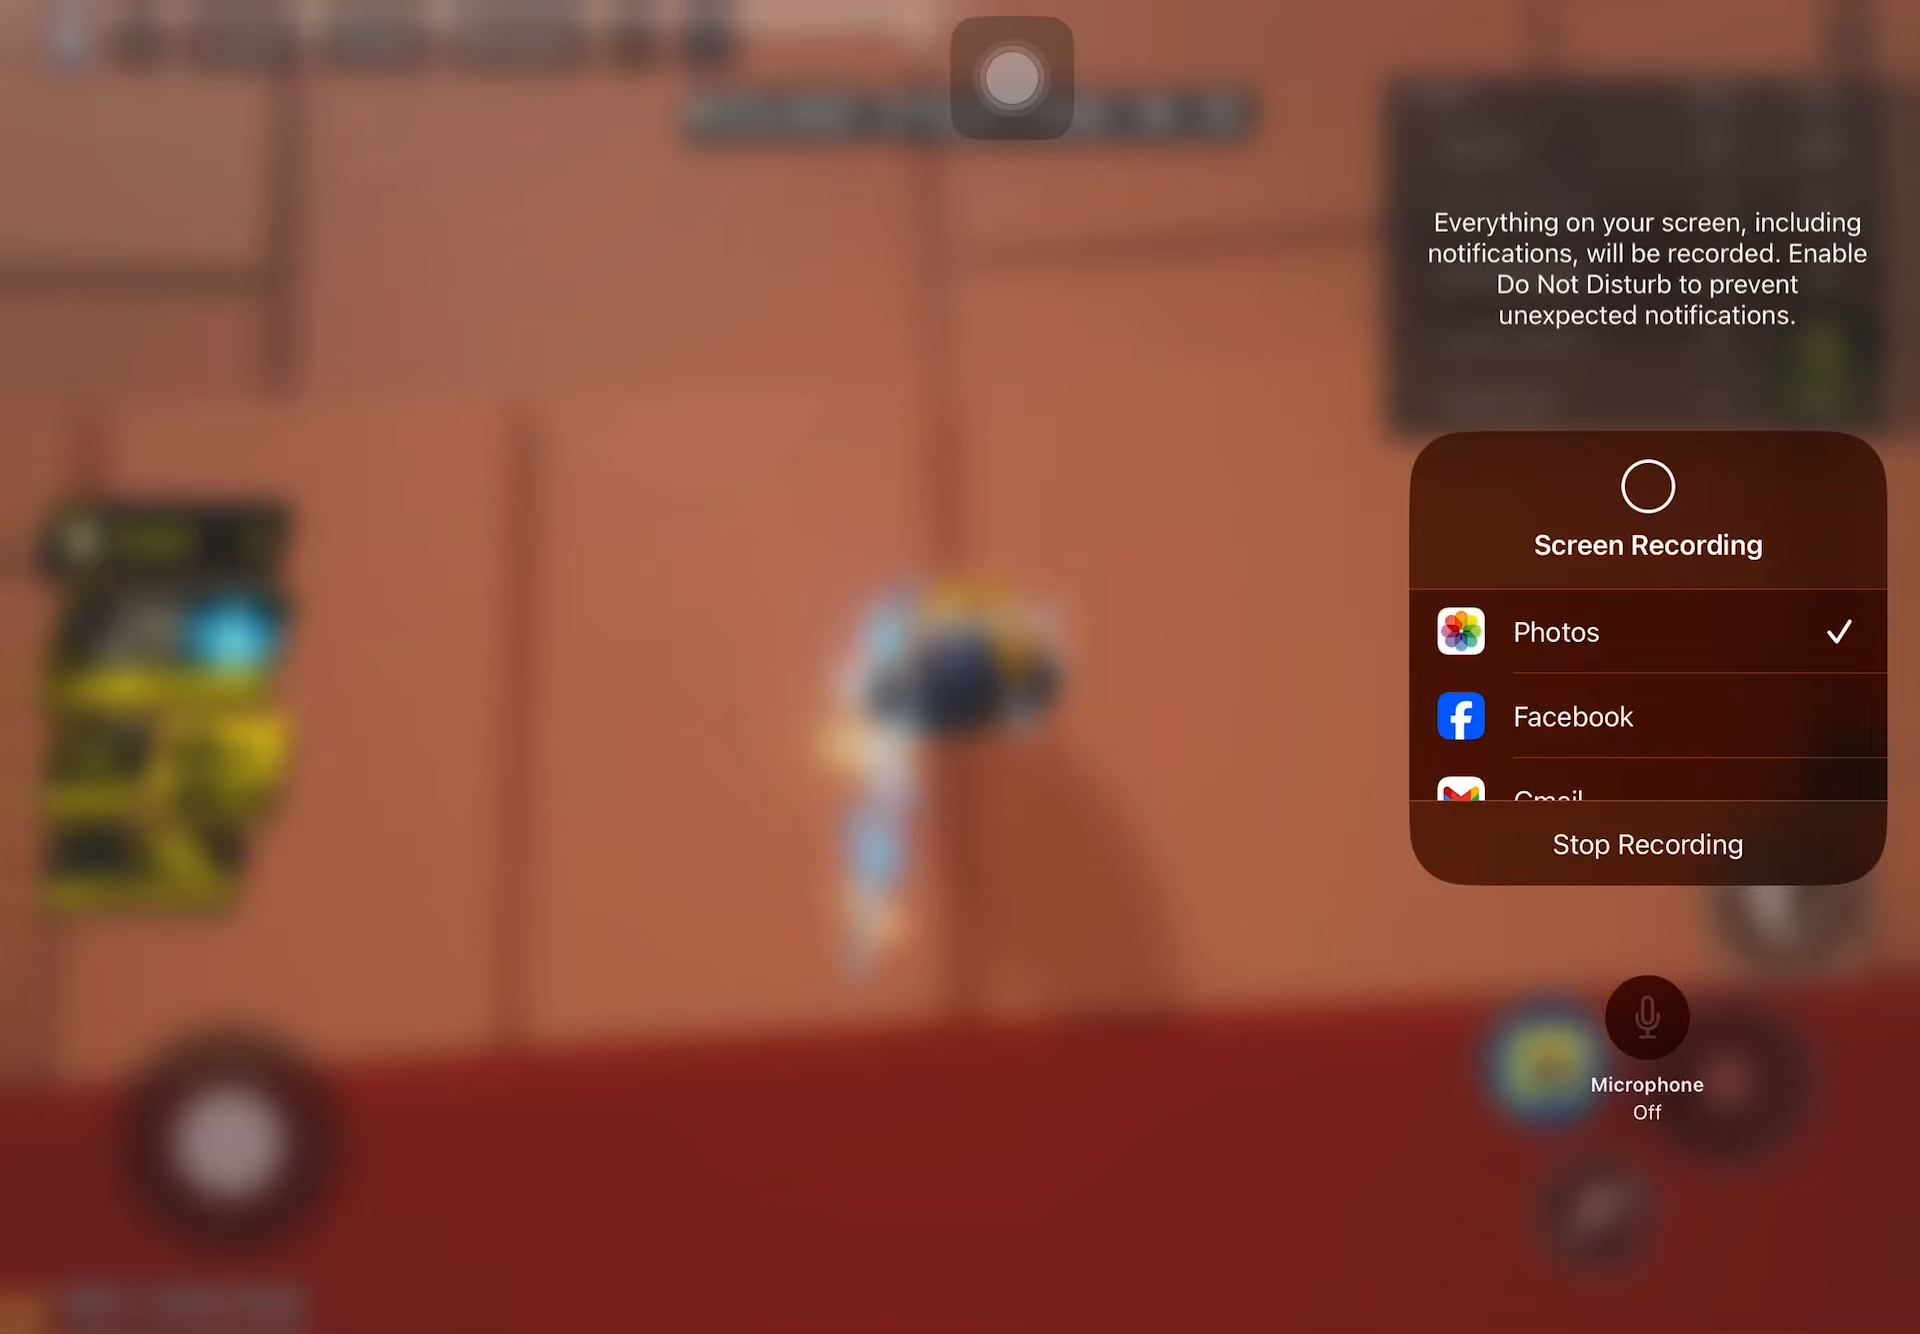 Everything on your screen, including
notifications, will be recorded. Enable
Do Not Disturb to prevent
unexpected notifications.
Screen Recording
Photos
Facebook
Gmail
Stop Recording
Microphone
Off